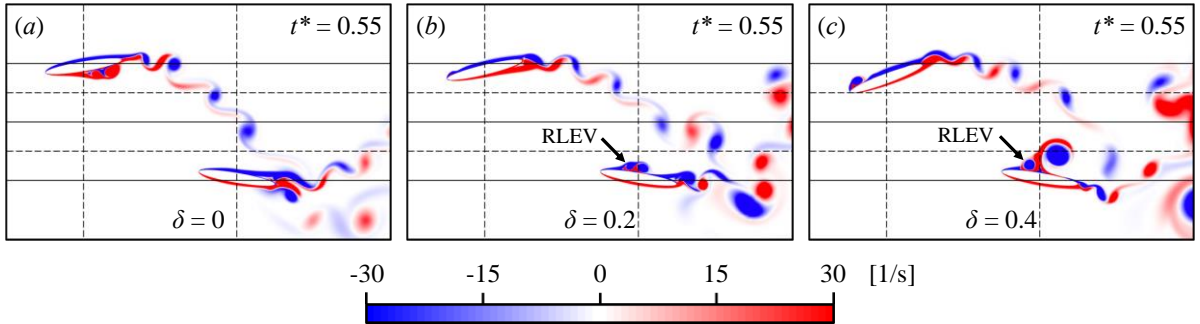 (a) t* = 0.55
(b) t* = 0.55
(c) t* = 0.55
RLEV
RLEV
δ = 0
δ = 0.2
δ = 0.4
-30 -15 0 15 30 [1/s]